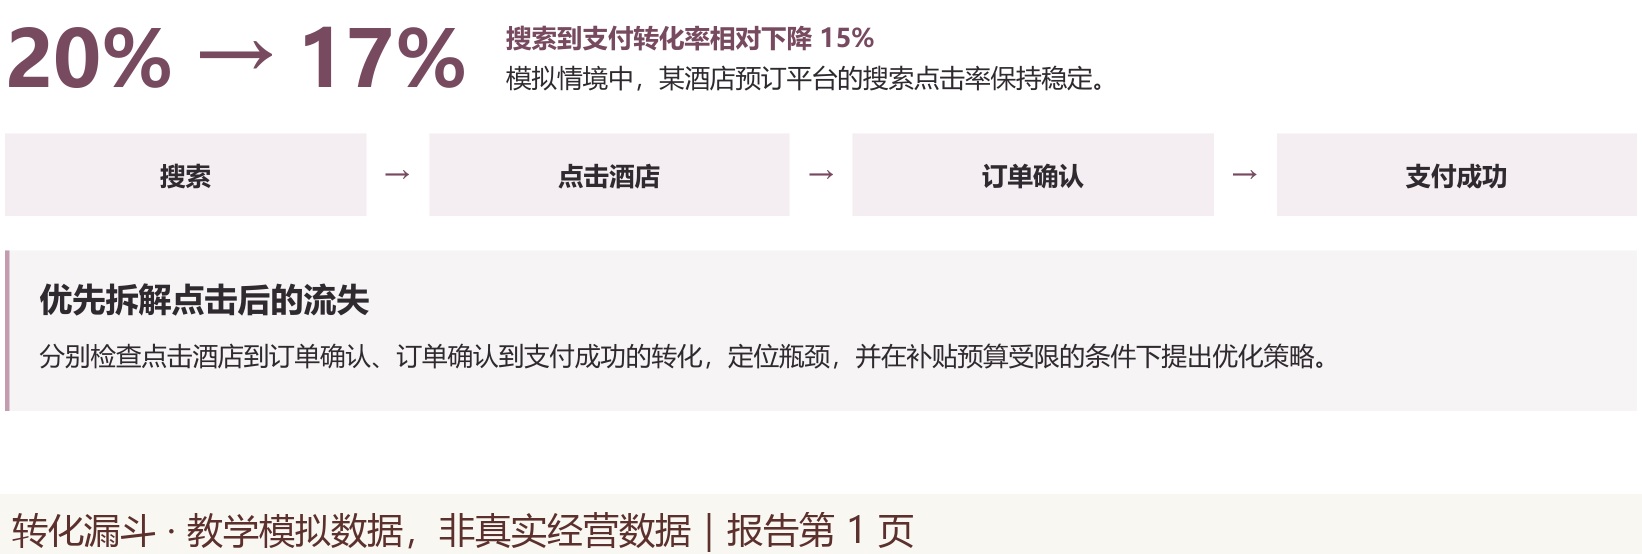 20% → 17%
搜索到支付转化率相对下降 15%
模拟情境中，某酒店预订平台的搜索点击率保持稳定。
搜索 → 点击酒店 → 订单确认 → 支付成功
优先拆解点击后的流失
分别检查点击酒店到订单确认、订单确认到支付成功的转化，定位瓶颈，并在补贴预算受限的条件下提出优化策略。
转化漏斗 · 教学模拟数据，非真实经营数据 | 报告第 1 页